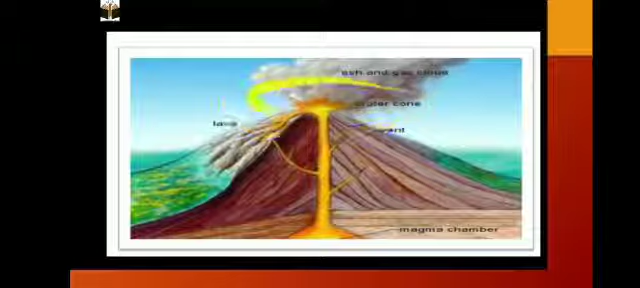 ash and gas cloud
crater cone
lava
vent
magma chamber